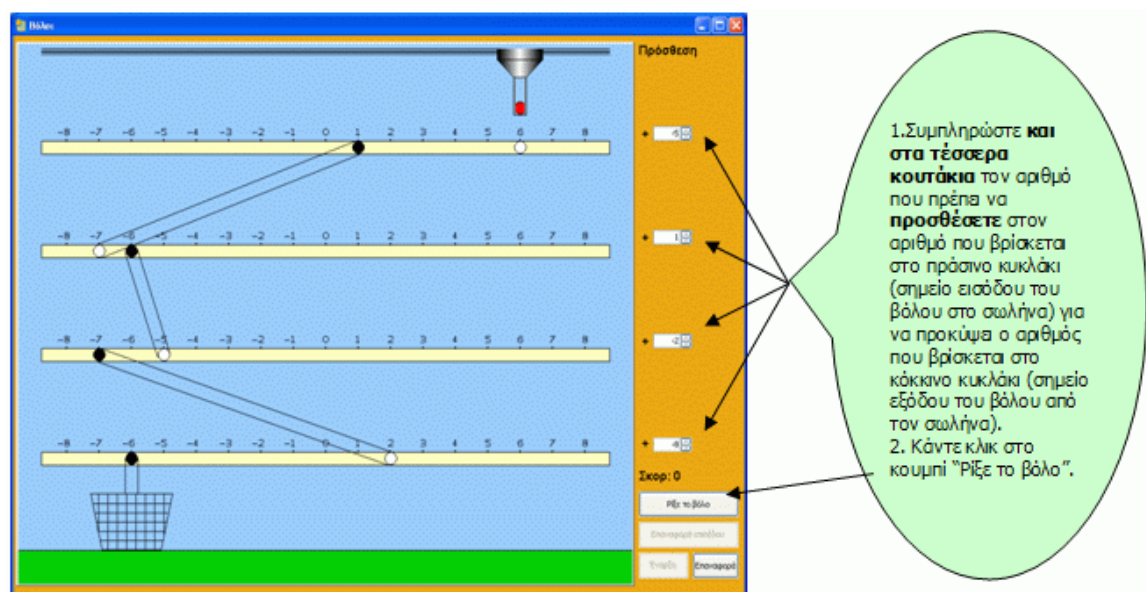 Βόλος
Πρόσθεση
-8 -7 -6 -5 -4 -3 -2 -1 0 1 2 3 4 5 6 7 8
+ -5
-8 -7 -6 -5 -4 -3 -2 -1 0 1 2 3 4 5 6 7 8
+ 1
-8 -7 -6 -5 -4 -3 -2 -1 0 1 2 3 4 5 6 7 8
+ -2
-8 -7 -6 -5 -4 -3 -2 -1 0 1 2 3 4 5 6 7 8
+
Σκορ: 0
Ρίξε το βόλο
Επαναφορά επιπέδου
Έναρξη
Επαναφορά
1.Συμπληρώστε και
στα τέσσερα
κουτάκια τον αριθμό
που πρέπει να
προσθέσετε στον
αριθμό που βρίσκεται
στο πράσινο κυκλάκι
(σημείο εισόδου του
βόλου στο σωλήνα) για
να προκύψει ο αριθμός
που βρίσκεται στο
κόκκινο κυκλάκι (σημείο
εξόδου του βόλου από
τον σωλήνα).
2. Κάντε κλικ στο
κουμπί "Ρίξε το βόλο".